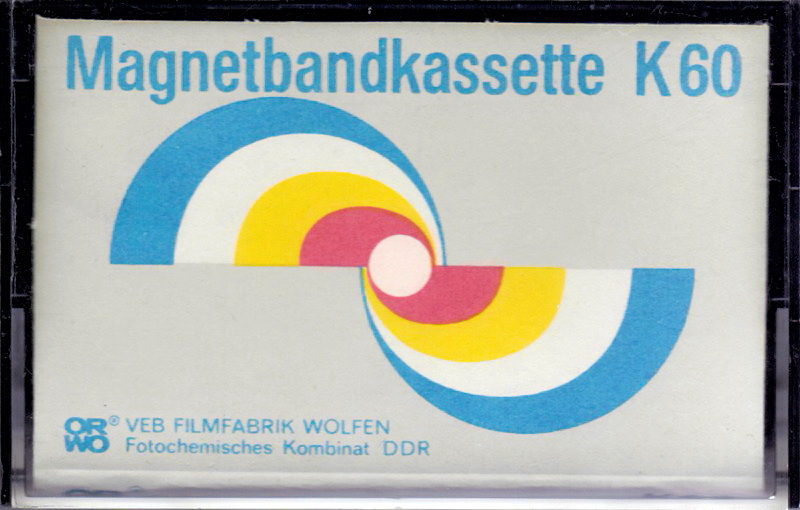 Magnetbandkassette K60
ORWO® VEB FILMFABRIK WOLFEN
Fotochemisches Kombinat DDR